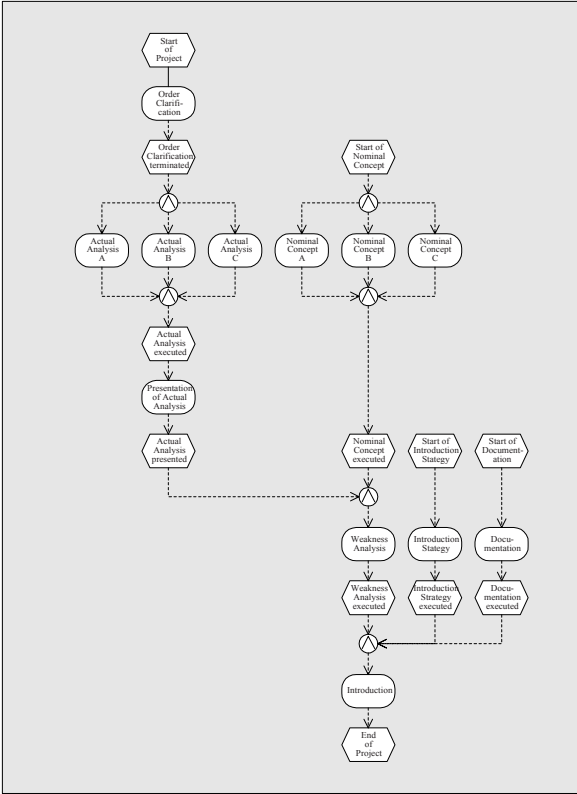 Start
of
Project
Order
Clarifi-
cation
Order
Clarification
terminated
Start of
Nominal
Concept
Actual
Analysis
A
Actual
Analysis
B
Actual
Analysis
C
Nominal
Concept
A
Nominal
Concept
B
Nominal
Concept
C
Actual
Analysis
executed
Presentation
of Actual
Analysis
Actual
Analysis
presented
Nominal
Concept
executed
Start of
Introduction
Stategy
Start of
Document-
ation
Weakness
Analysis
Introduction
Stategy
Docu-
mentation
Weakness
Analysis
executed
Introduction
Strategy
executed
Docu-
mentation
executed
Introduction
End
of
Project